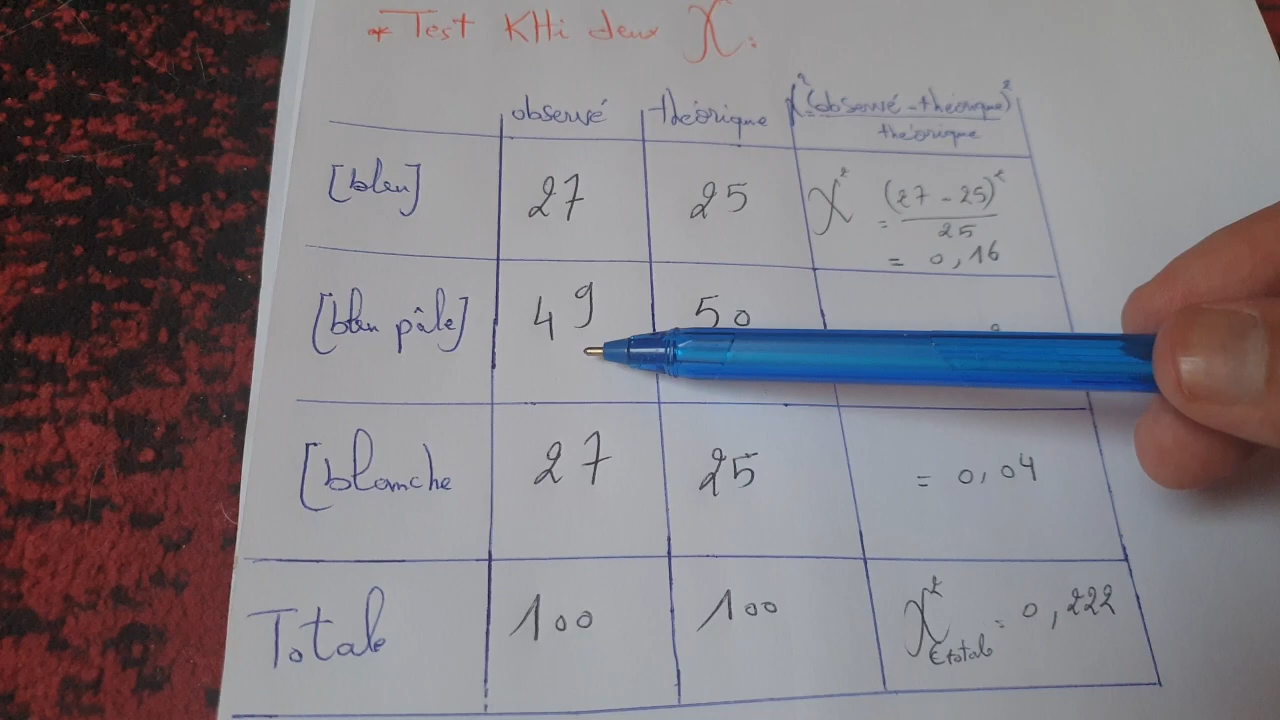 * Test KHi deux X :
observé théorique X² (observé - théorique)² / théorique
[bleu] 27 25 X² = (27 - 25)² / 25
= 0,16
[bleu pâle] 49 50
[blanche 27 25 = 0,04
Totale 100 100 X² Etotale = 0,222